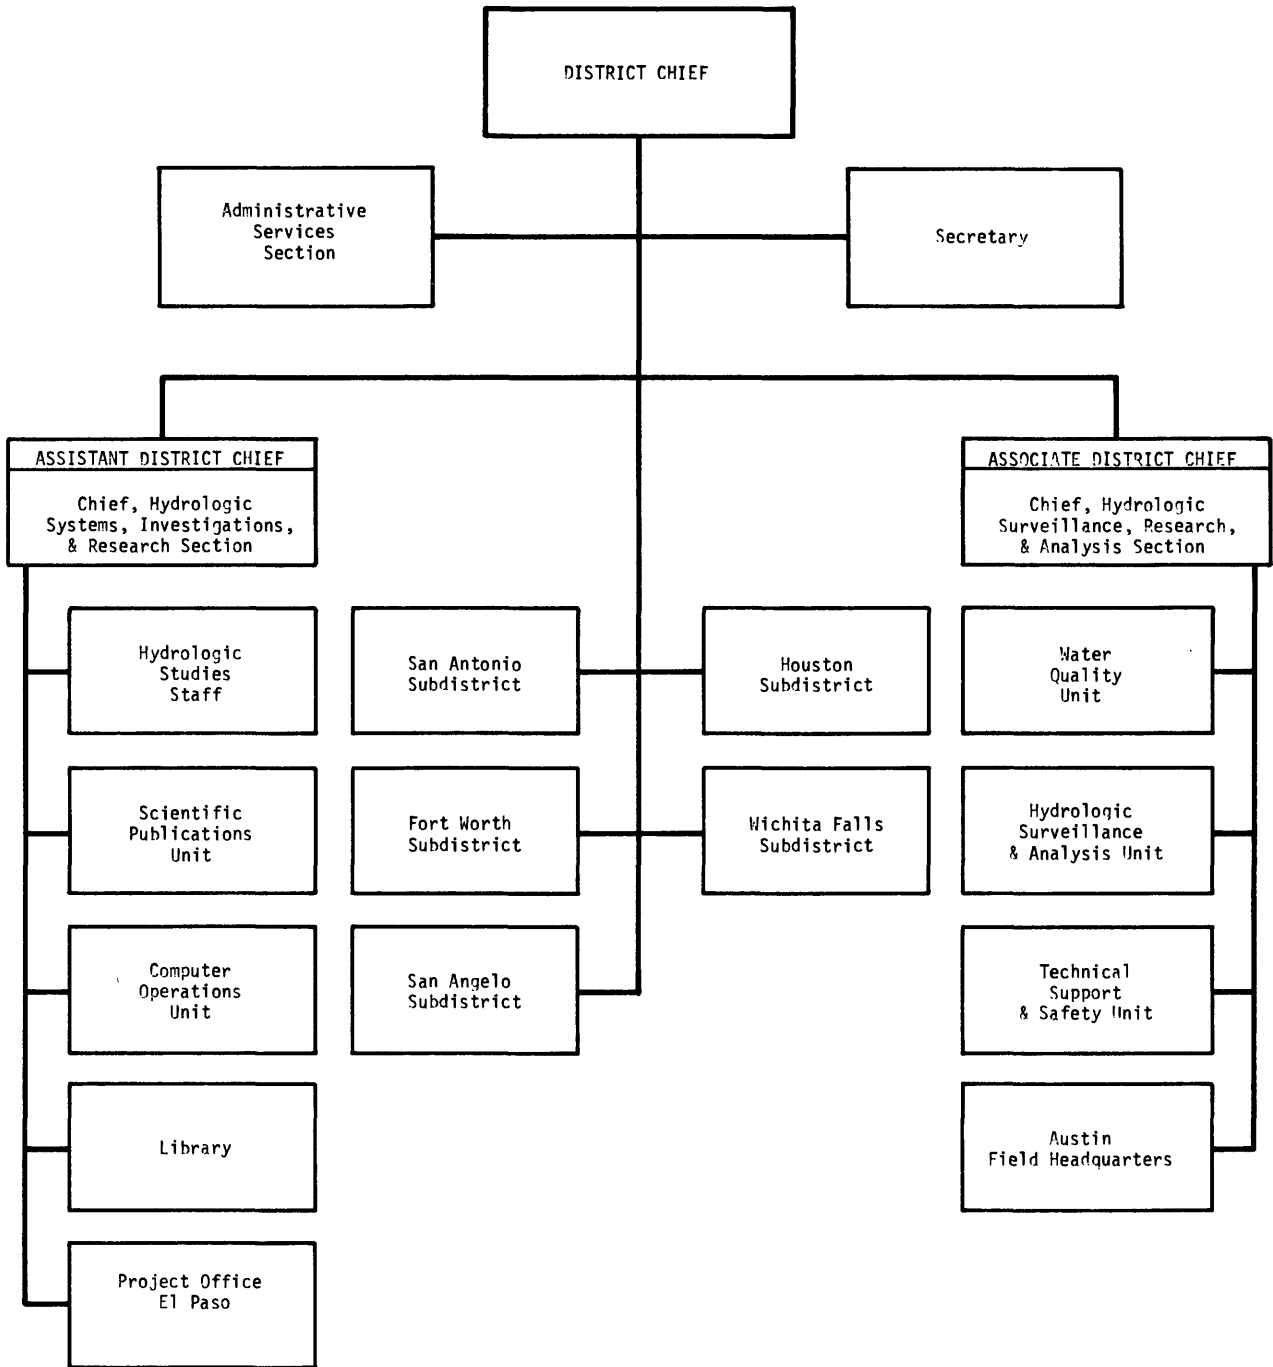 DISTRICT CHIEF
Administrative
Services
Section
Secretary
ASSISTANT DISTRICT CHIEF
Chief, Hydrologic
Systems, Investigations,
& Research Section
ASSOCIATE DISTRICT CHIEF
Chief, Hydrologic
Surveillance, Research,
& Analysis Section
Hydrologic
Studies
Staff
San Antonio
Subdistrict
Houston
Subdistrict
Water
Quality
Unit
Scientific
Publications
Unit
Fort Worth
Subdistrict
Wichita Falls
Subdistrict
Hydrologic
Surveillance
& Analysis Unit
Computer
Operations
Unit
San Angelo
Subdistrict
Technical
Support
& Safety Unit
Library
Austin
Field Headquarters
Project Office
El Paso